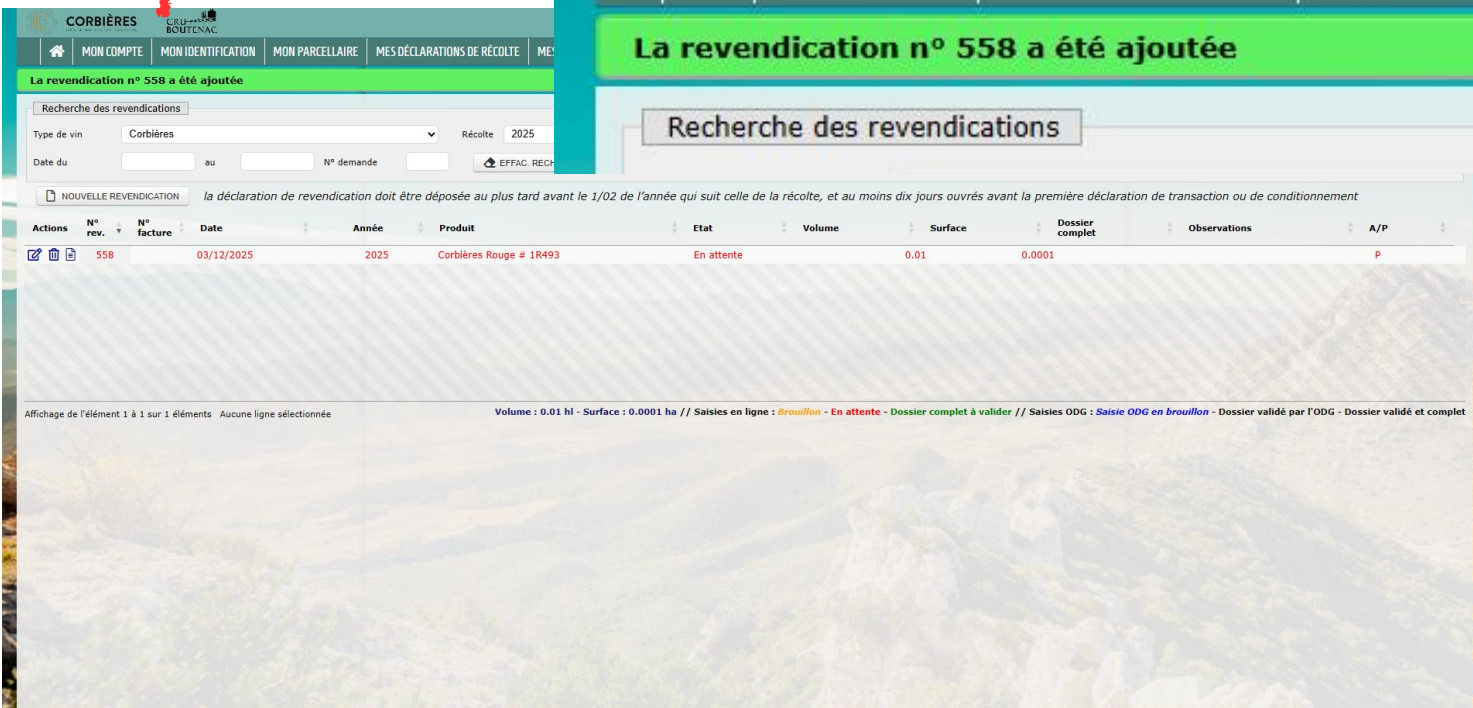 CORBIÈRES
CRU
BOUTENAC
MON COMPTE MON IDENTIFICATION MON PARCELLAIRE MES DÉCLARATIONS DE RÉCOLTE MES
La revendication n° 558 a été ajoutée
La revendication n° 558 a été ajoutée
Recherche des revendications
Recherche des revendications
Type de vin Corbières Récolte 2025
Date du au N° demande EFFAC. RECH
NOUVELLE REVENDICATION la déclaration de revendication doit être déposée au plus tard avant le 1/02 de l'année qui suit celle de la récolte, et au moins dix jours ouvrés avant la première déclaration de transaction ou de conditionnement
Actions N° rev. N° facture Date Année Produit Etat Volume Surface Dossier complet Observations A/P
558 03/12/2025 2025 Corbières Rouge # 1R493 En attente 0.01 0.0001 P
Affichage de l'élément 1 à 1 sur 1 éléments Aucune ligne sélectionnée Volume : 0.01 hl - Surface : 0.0001 ha // Saisies en ligne : Brouillon - En attente - Dossier complet à valider // Saisies ODG : Saisie ODG en brouillon - Dossier validé par l'ODG - Dossier validé et complet